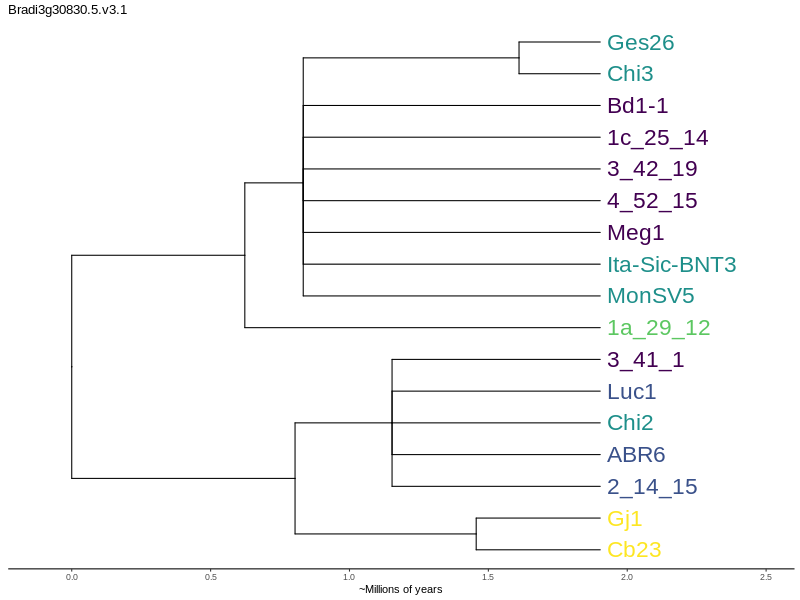 Bradi3g30830.5.v3.1
Ges26
Chi3
Bd1-1
1c_25_14
3_42_19
4_52_15
Meg1
Ita-Sic-BNT3
MonSV5
1a_29_12
3_41_1
Luc1
Chi2
ABR6
2_14_15
Gj1
Cb23
0.0 0.5 1.0 1.5 2.0 2.5
~Millions of years